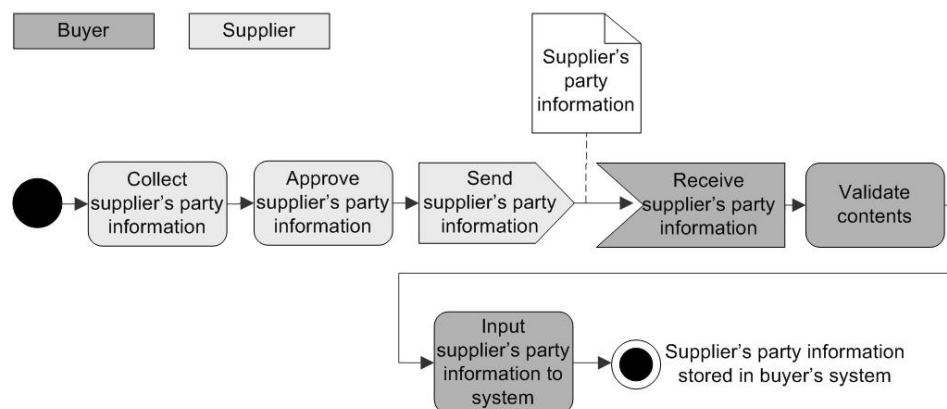 Buyer
Supplier
Supplier's
party
information
Collect
supplier's party
information
Approve
supplier's party
information
Send
supplier's party
information
Receive
supplier's party
information
Validate
contents
Input
supplier's party
information to
system
Supplier's party information
stored in buyer's system